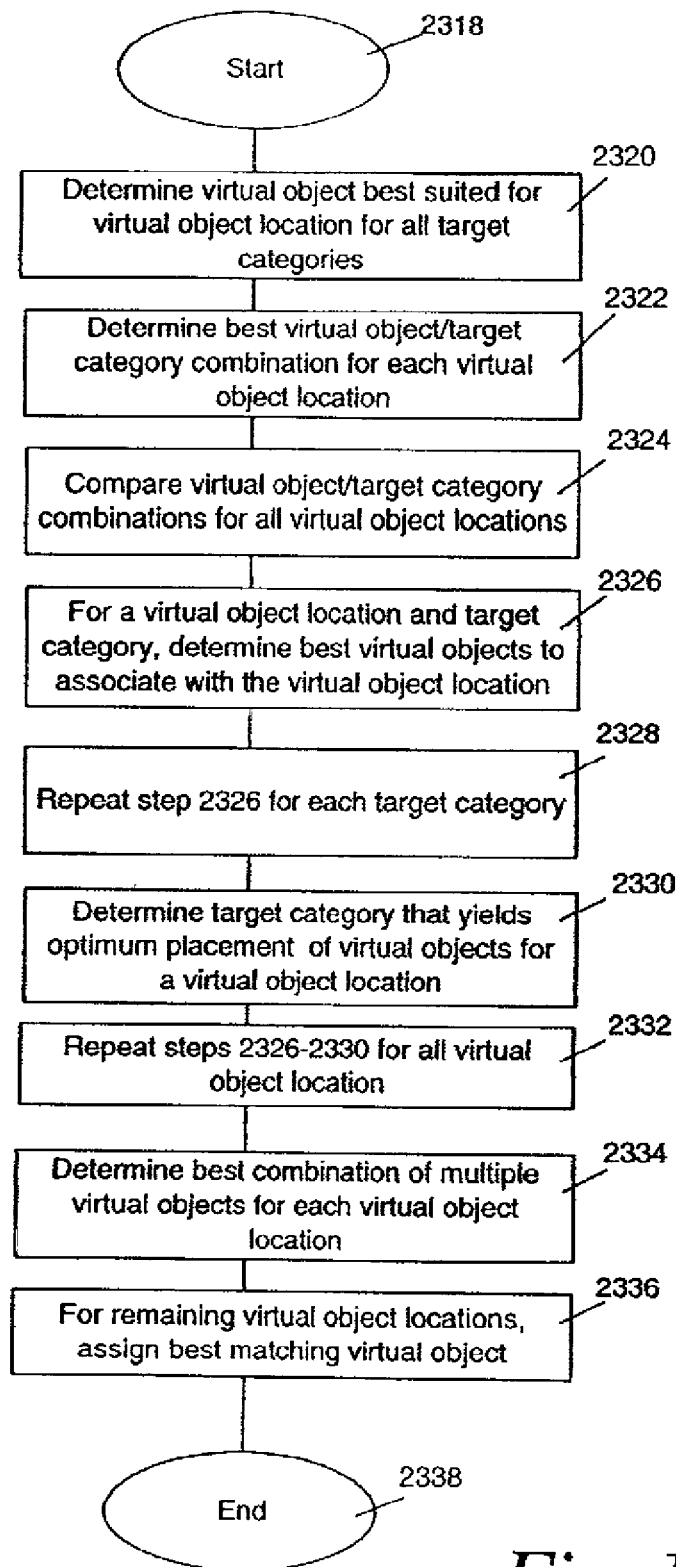 2318
Start
2320
Determine virtual object best suited for
virtual object location for all target
categories
2322
Determine best virtual object/target
category combination for each virtual
object location
2324
Compare virtual object/target category
combinations for all virtual object locations
2326
For a virtual object location and target
category, determine best virtual objects to
associate with the virtual object location
2328
Repeat step 2326 for each target category
2330
Determine target category that yields
optimum placement of virtual objects for
a virtual object location
2332
Repeat steps 2326-2330 for all virtual
object location
2334
Determine best combination of multiple
virtual objects for each virtual object
location
2336
For remaining virtual object locations,
assign best matching virtual object
2338
End